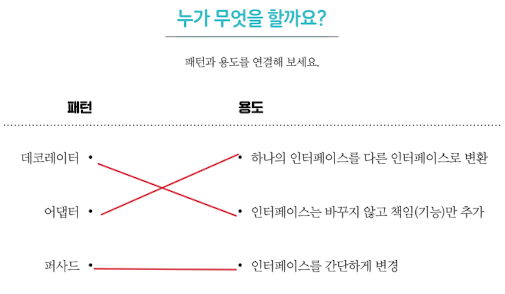 누가 무엇을 할까요?
패턴과 용도를 연결해 보세요.
패턴 용도
데코레이터 • • 하나의 인터페이스를 다른 인터페이스로 변환
어댑터 • • 인터페이스는 바꾸지 않고 책임(기능)만 추가
퍼사드 • • 인터페이스를 간단하게 변경